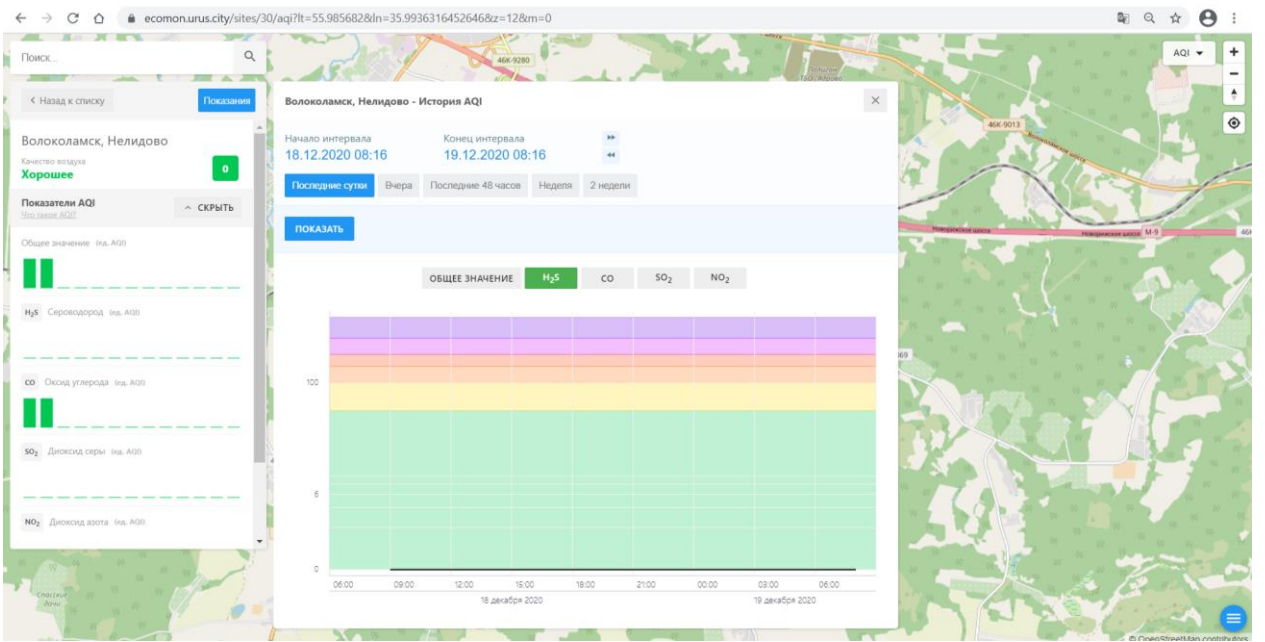 ecomon.urus.city/sites/30/aqi?lt=55.985682&ln=35.9936316452646&z=12&m=0
Поиск...
AQI
46К-9280
< Назад к списку
Показания
Волоколамск, Нелидово
Качество воздуха
Хорошее
0
Показатели AQI
Что такое AQI?
СКРЫТЬ
Общее значение (ед. AQI)
H₂S Сероводород (ед. AQI)
CO Оксид углерода (ед. AQI)
SO₂ Диоксид серы (ед. AQI)
NO₂ Диоксид азота (ед. AQI)
Волоколамск, Нелидово - История AQI
Начало интервала
Конец интервала
18.12.2020 08:16
19.12.2020 08:16
Последние сутки
Вчера
Последние 48 часов
Неделя
2 недели
ПОКАЗАТЬ
ОБЩЕЕ ЗНАЧЕНИЕ
H₂S
CO
SO₂
NO₂
100
6
0
06:00 09:00 12:00 15:00 18:00 21:00 00:00 03:00 06:00
18 декабря 2020
19 декабря 2020
46К-9013
Волоколамское шоссе
Новорижское шоссе
Новорижское шоссе
М-9
46
Спасские
дачи
© OpenStreetMap contributors